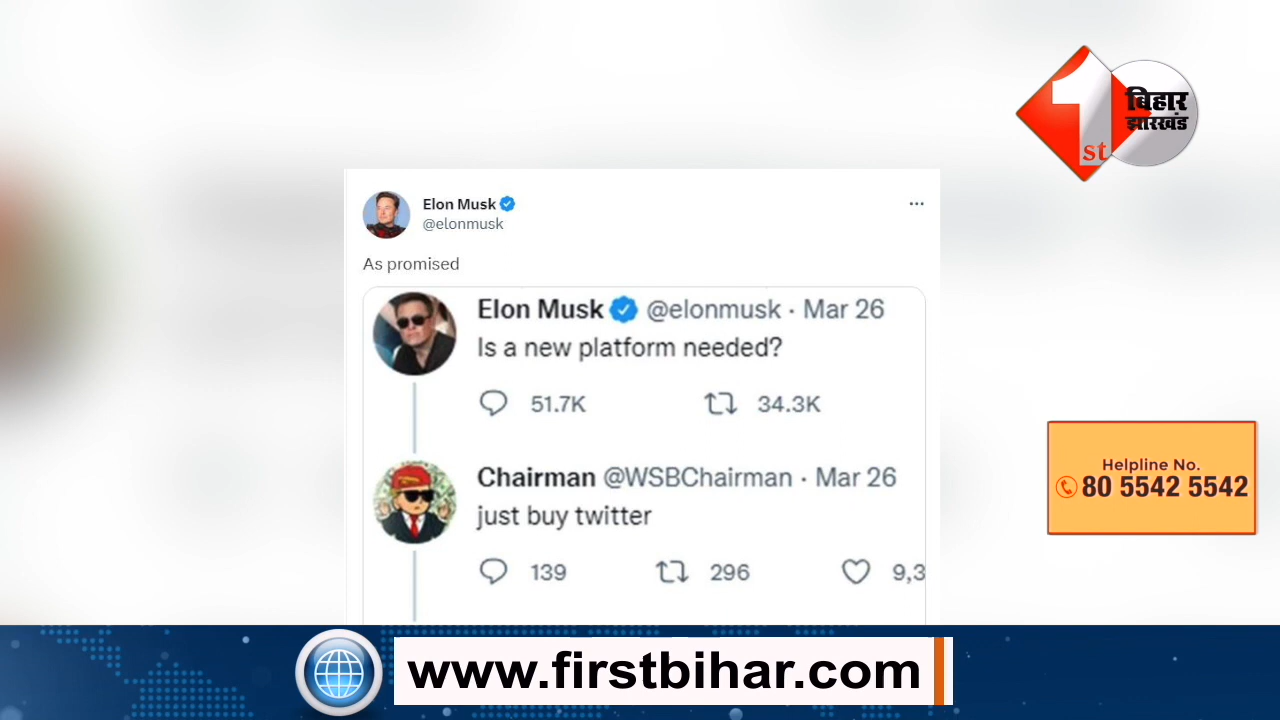 1st
बिहार
झारखंड
Elon Musk
@elonmusk
As promised
Elon Musk @elonmusk · Mar 26
Is a new platform needed?
51.7K 34.3K
Chairman @WSBChairman · Mar 26
just buy twitter
139 296 9,3
Helpline No.
80 5542 5542
www.firstbihar.com